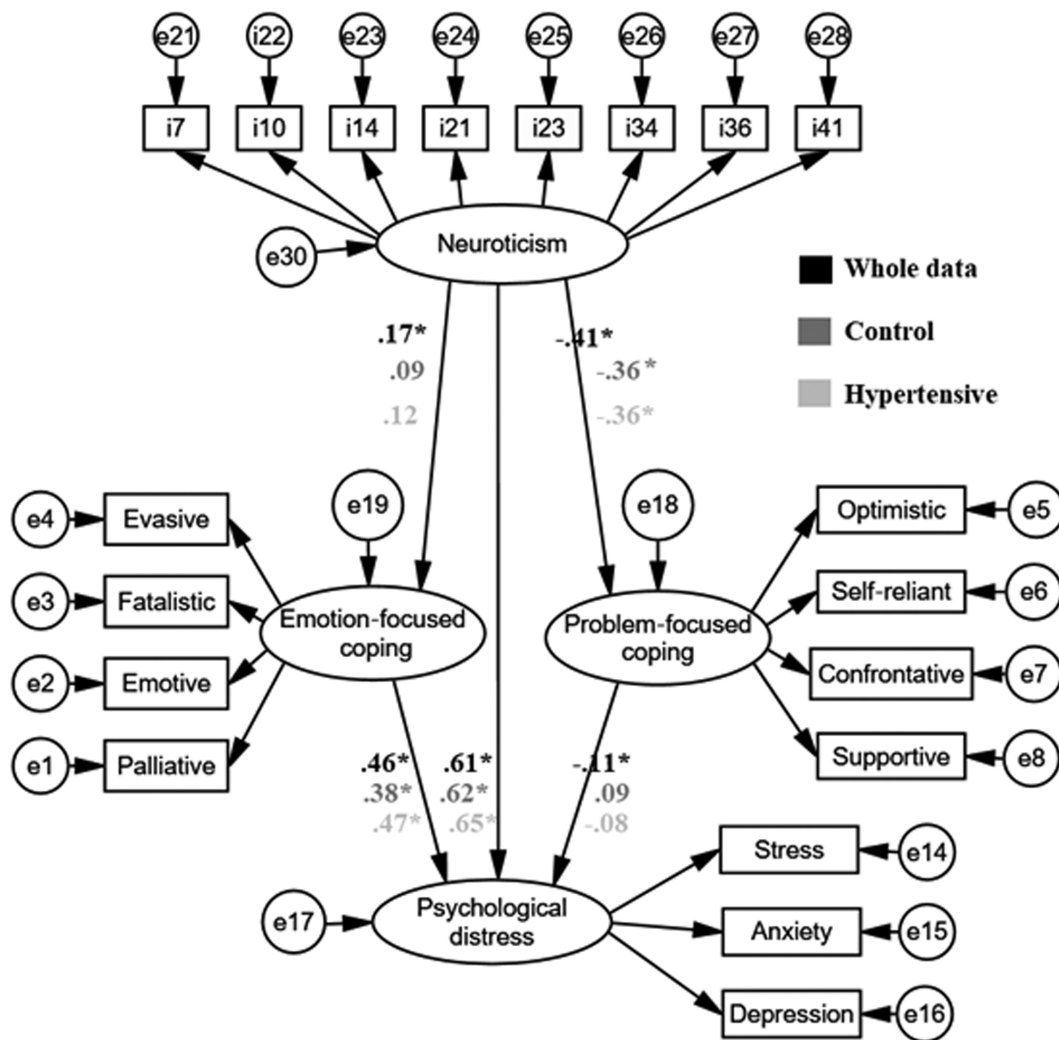 e21 i22 e23 e24 e25 e26 e27 e28
i7 i10 i14 i21 i23 i34 i36 i41
Neuroticism
e30
Whole data
Control
Hypertensive
.17* -.41*
.09 -.36*
.12 -.36*
e4 Evasive e19 e18 Optimistic e5
e3 Fatalistic Self-reliant e6
Emotion-focused
coping
Problem-focused
coping
e2 Emotive Confrontative e7
e1 Palliative Supportive e8
.46* .61* -.11*
.38* .62* .09
.47* .65* -.08
Stress e14
e17 Psychological
distress
Anxiety e15
Depression e16